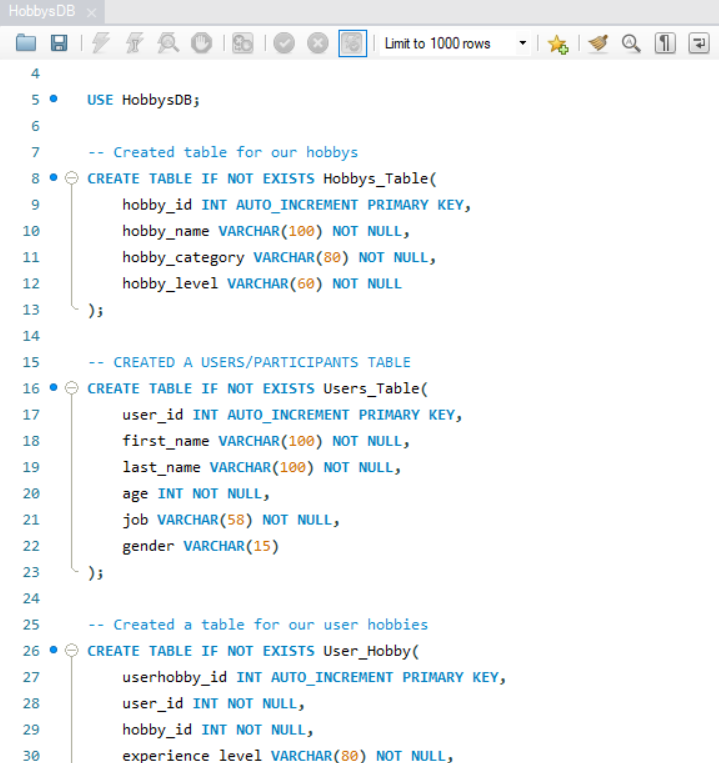 HobbysDB ×
Limit to 1000 rows
4
5 USE HobbysDB;
6
7 -- Created table for our hobbys
8 CREATE TABLE IF NOT EXISTS Hobbys_Table(
9 hobby_id INT AUTO_INCREMENT PRIMARY KEY,
10 hobby_name VARCHAR(100) NOT NULL,
11 hobby_category VARCHAR(80) NOT NULL,
12 hobby_level VARCHAR(60) NOT NULL
13 );
14
15 -- CREATED A USERS/PARTICIPANTS TABLE
16 CREATE TABLE IF NOT EXISTS Users_Table(
17 user_id INT AUTO_INCREMENT PRIMARY KEY,
18 first_name VARCHAR(100) NOT NULL,
19 last_name VARCHAR(100) NOT NULL,
20 age INT NOT NULL,
21 job VARCHAR(58) NOT NULL,
22 gender VARCHAR(15)
23 );
24
25 -- Created a table for our user hobbies
26 CREATE TABLE IF NOT EXISTS User_Hobby(
27 userhobby_id INT AUTO_INCREMENT PRIMARY KEY,
28 user_id INT NOT NULL,
29 hobby_id INT NOT NULL,
30 experience_level VARCHAR(80) NOT NULL,